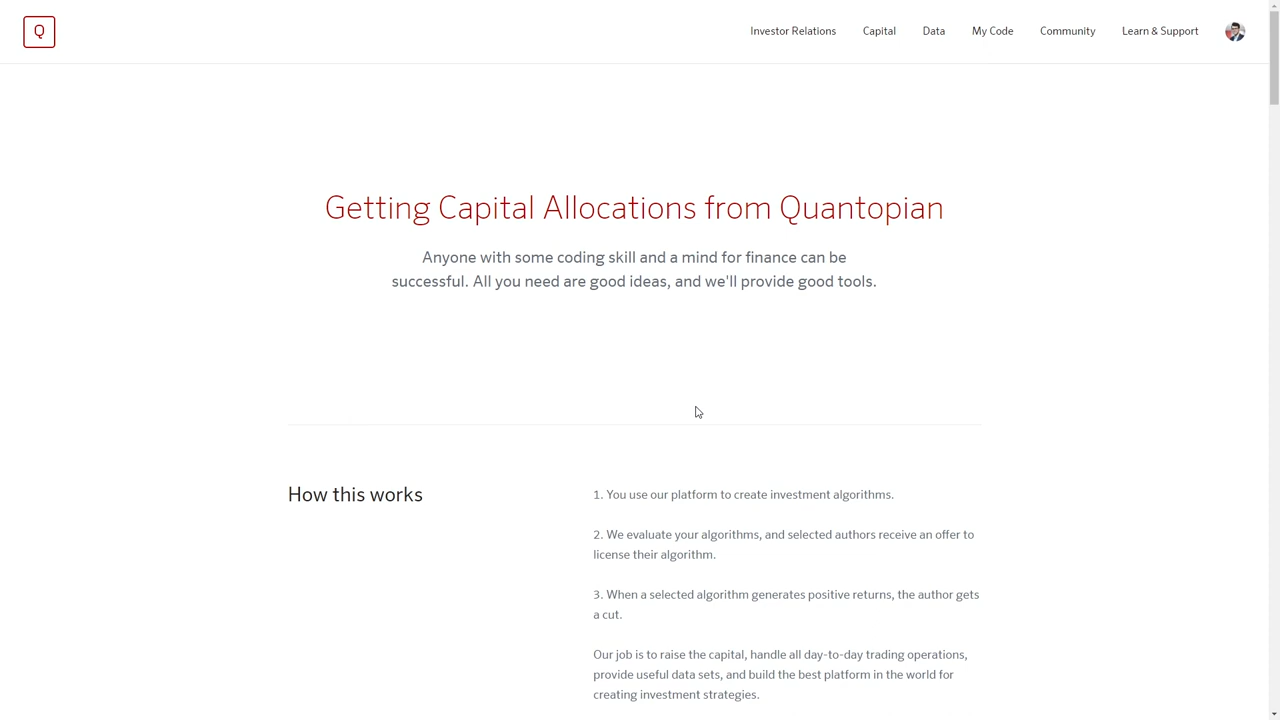 Q
Investor Relations
Capital
Data
My Code
Community
Learn & Support
Getting Capital Allocations from Quantopian
Anyone with some coding skill and a mind for finance can be
successful. All you need are good ideas, and we'll provide good tools.
How this works
1. You use our platform to create investment algorithms.
2. We evaluate your algorithms, and selected authors receive an offer to
license their algorithm.
3. When a selected algorithm generates positive returns, the author gets
a cut.
Our job is to raise the capital, handle all day-to-day trading operations,
provide useful data sets, and build the best platform in the world for
creating investment strategies.